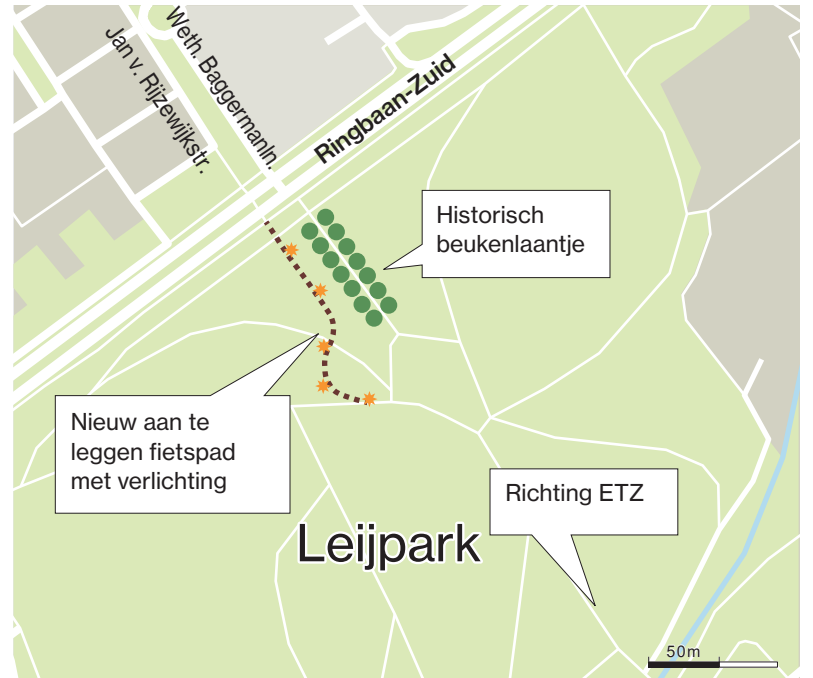 Weth. Baggermanln.
Jan v. Rijzewijkstr.
Ringbaan-Zuid
Historisch
beukenlaantje
Nieuw aan te
leggen fietspad
met verlichting
Richting ETZ
Leijpark
50m